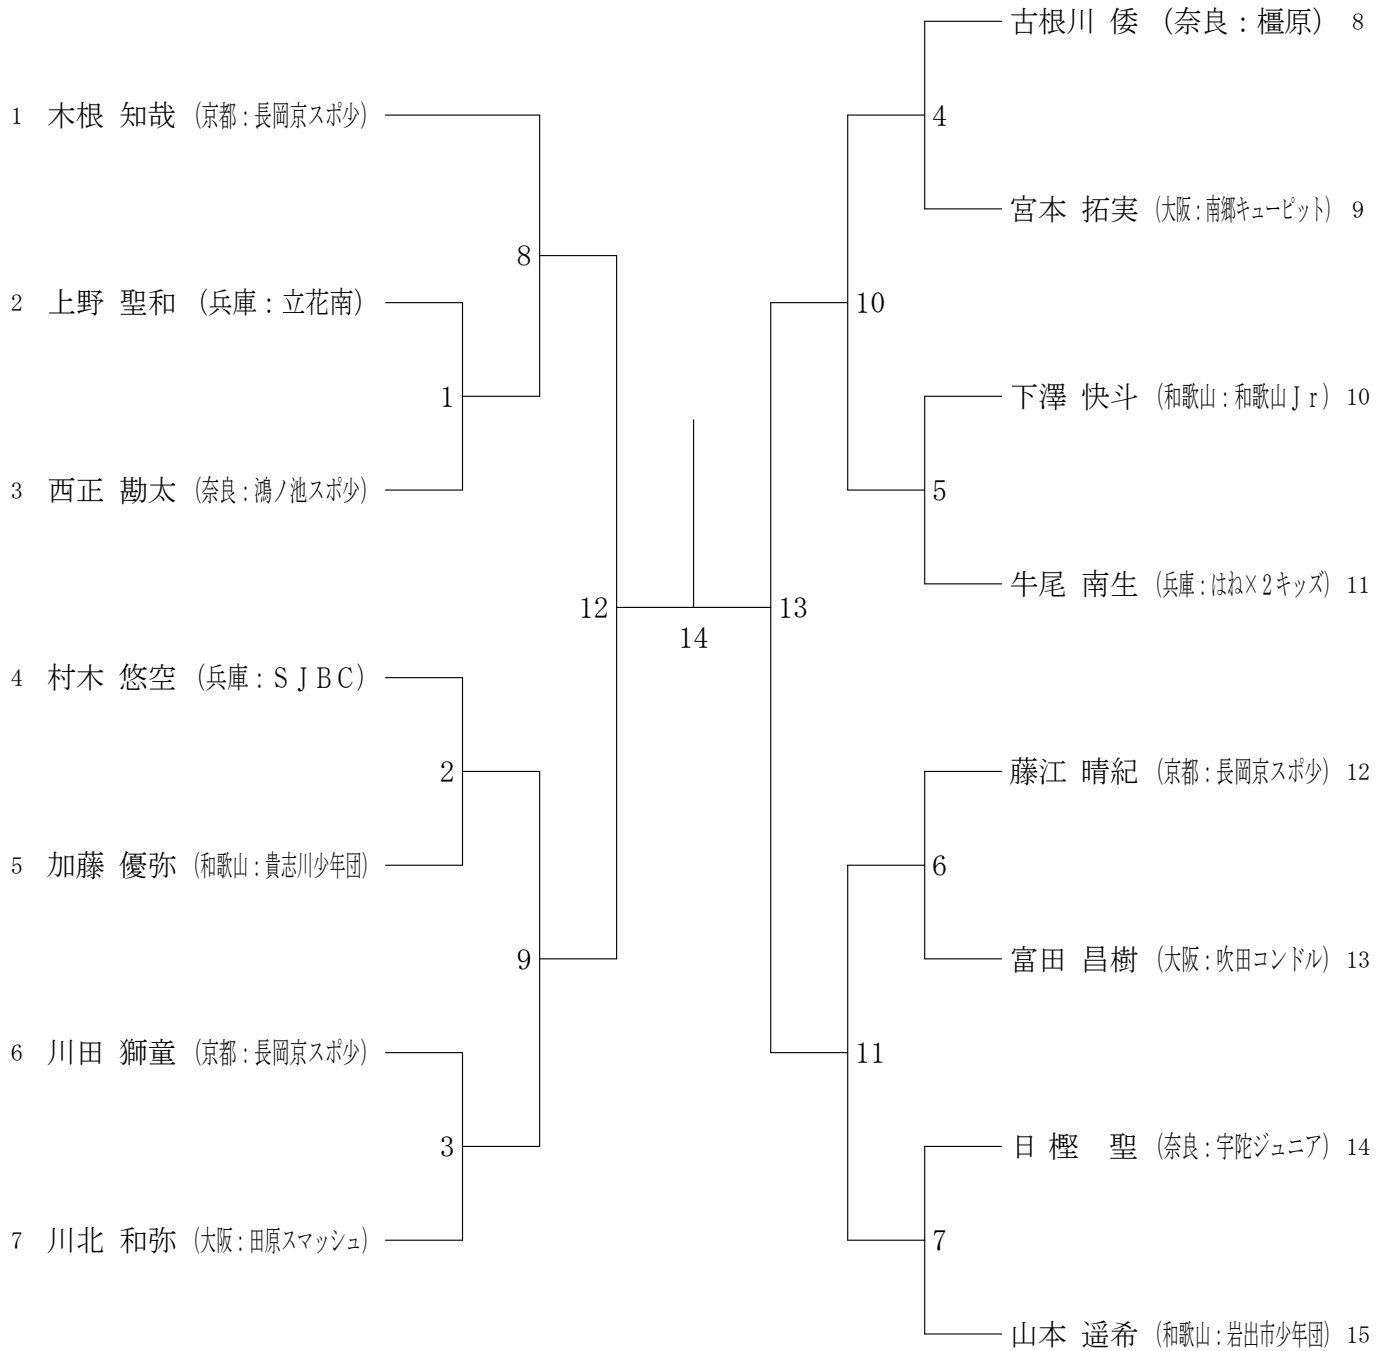 1 木根 知哉 (京都：長岡京スポ少)
2 上野 聖和 (兵庫：立花南)
3 西正 勘太 (奈良：鴻ノ池スポ少)
4 村木 悠空 (兵庫：ＳＪＢＣ)
5 加藤 優弥 (和歌山：貴志川少年団)
6 川田 獅童 (京都：長岡京スポ少)
7 川北 和弥 (大阪：田原スマッシュ)
8
1
2
9
3
12
14
13
古根川 倭 (奈良：橿原) 8
4
宮本 拓実 (大阪：南郷キューピット) 9
10
下澤 快斗 (和歌山：和歌山Ｊｒ) 10
5
牛尾 南生 (兵庫：はね×２キッズ) 11
藤江 晴紀 (京都：長岡京スポ少) 12
6
富田 昌樹 (大阪：吹田コンドル) 13
11
日 樫 聖 (奈良：宇陀ジュニア) 14
7
山本 遥希 (和歌山：岩出市少年団) 15